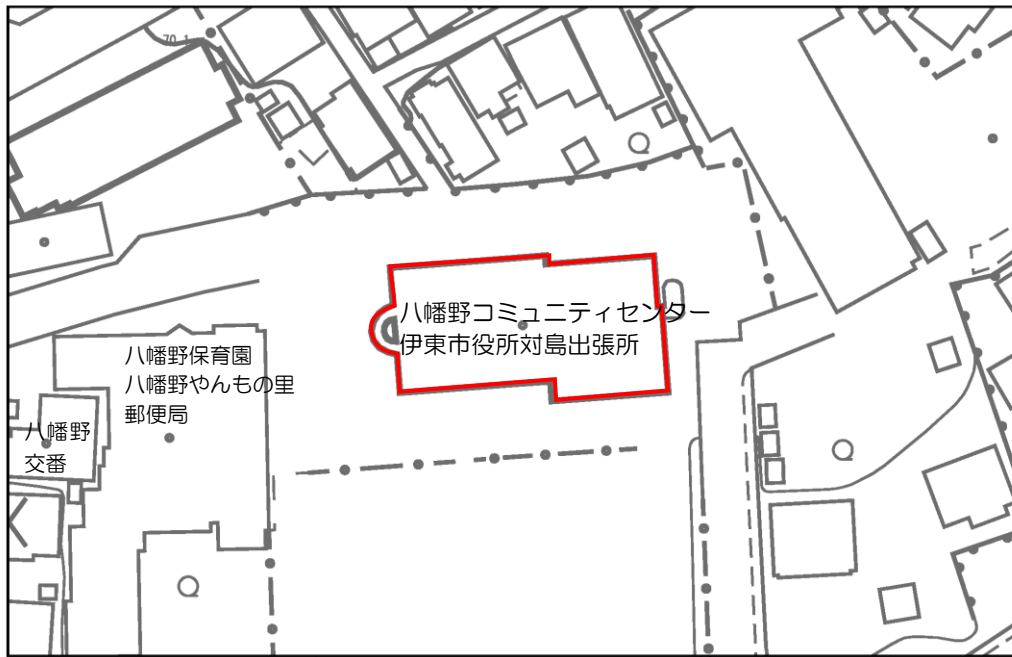 70.1
八幡野コミュニティセンター
伊東市役所対島出張所
八幡野保育園
八幡野やんもの里
郵便局
八幡野
交番